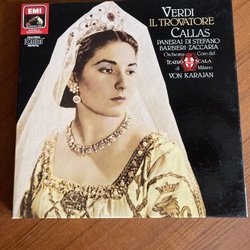 EMI
VERDI
IL TROVATORE
CALLAS
PANERAI·DI STEFANO
BARBIERI·ZACCARIA
Orchestra e Coro del
TEATRO SCALA
di Milano
VON KARAJAN